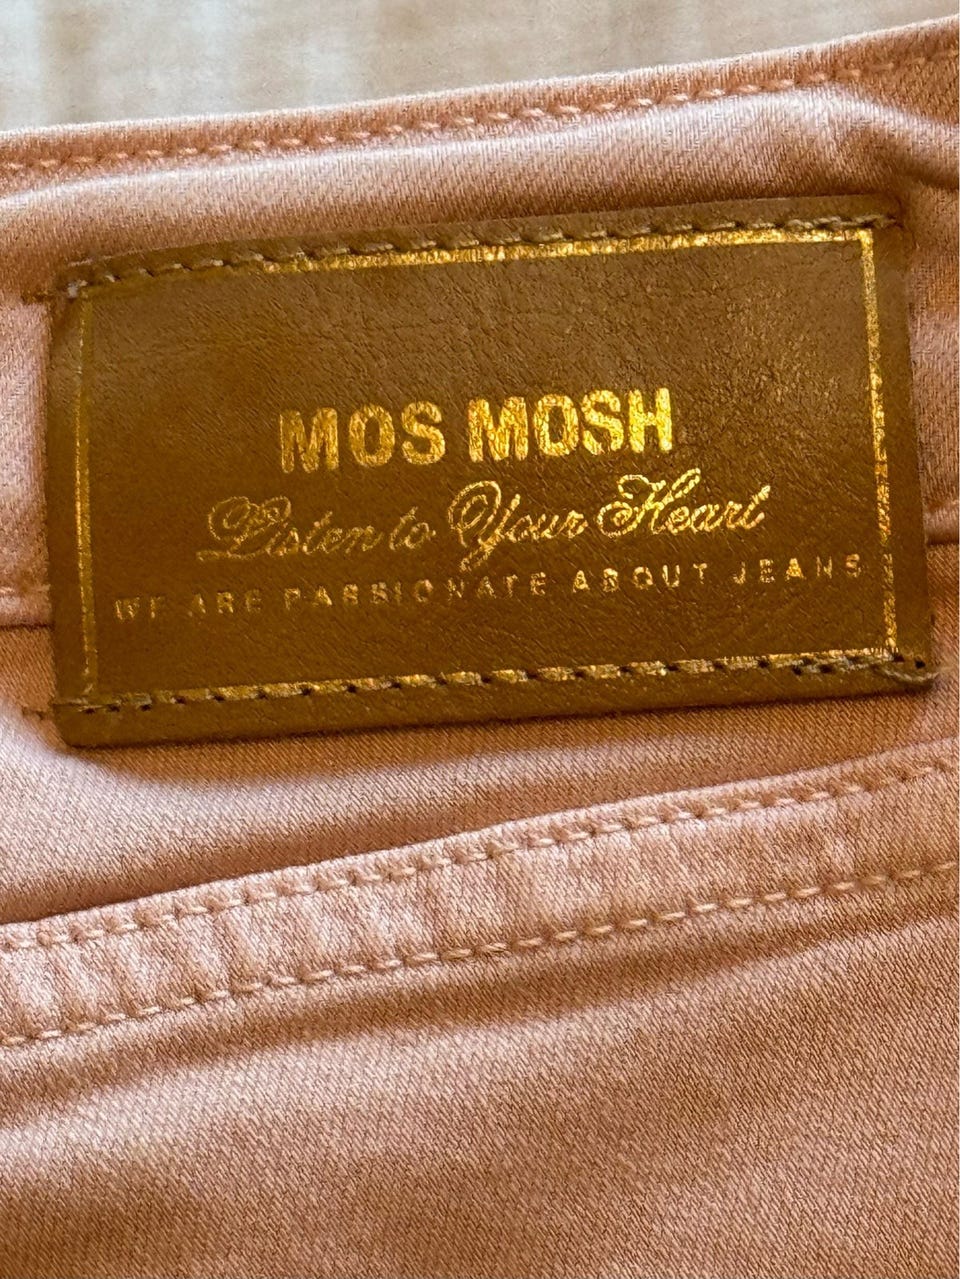 MOS MOSH
Listen to Your Heart
WE ARE PASSIONATE ABOUT JEANS